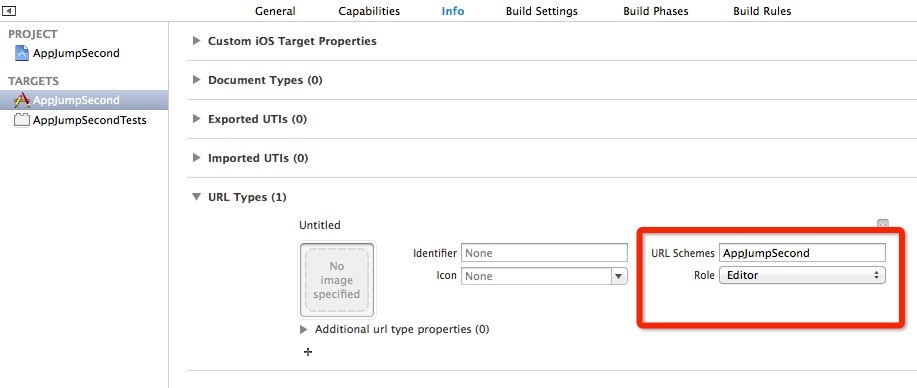 General Capabilities Info Build Settings Build Phases Build Rules
PROJECT
AppJumpSecond
TARGETS
AppJumpSecond
AppJumpSecondTests
Custom iOS Target Properties
Document Types (0)
Exported UTIs (0)
Imported UTIs (0)
URL Types (1)
Untitled
No
image
specified
Identifier None
Icon None
URL Schemes AppJumpSecond
Role Editor
Additional url type properties (0)